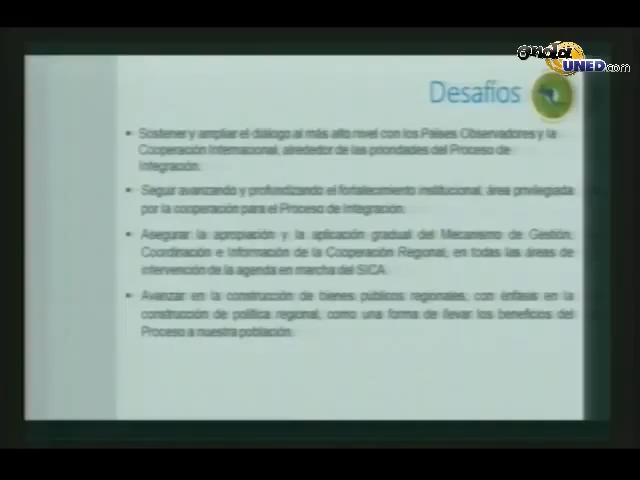 onda
UNED.com
Desafíos
• Sostener y ampliar el diálogo al más alto nivel con los Países Observadores y la
Cooperación Internacional, alrededor de las prioridades del Proceso de
Integración.
• Seguir avanzando y profundizando el fortalecimiento institucional, área privilegiada
por la cooperación para el Proceso de Integración.
• Asegurar la apropiación y la aplicación gradual del Mecanismo de Gestión,
Coordinación e Información de la Cooperación Regional, en todas las áreas de
intervención de la agenda en marcha del SICA.
• Avanzar en la construcción de bienes públicos regionales, con énfasis en la
construcción de política regional, como una forma de llevar los beneficios del
Proceso a nuestra población.